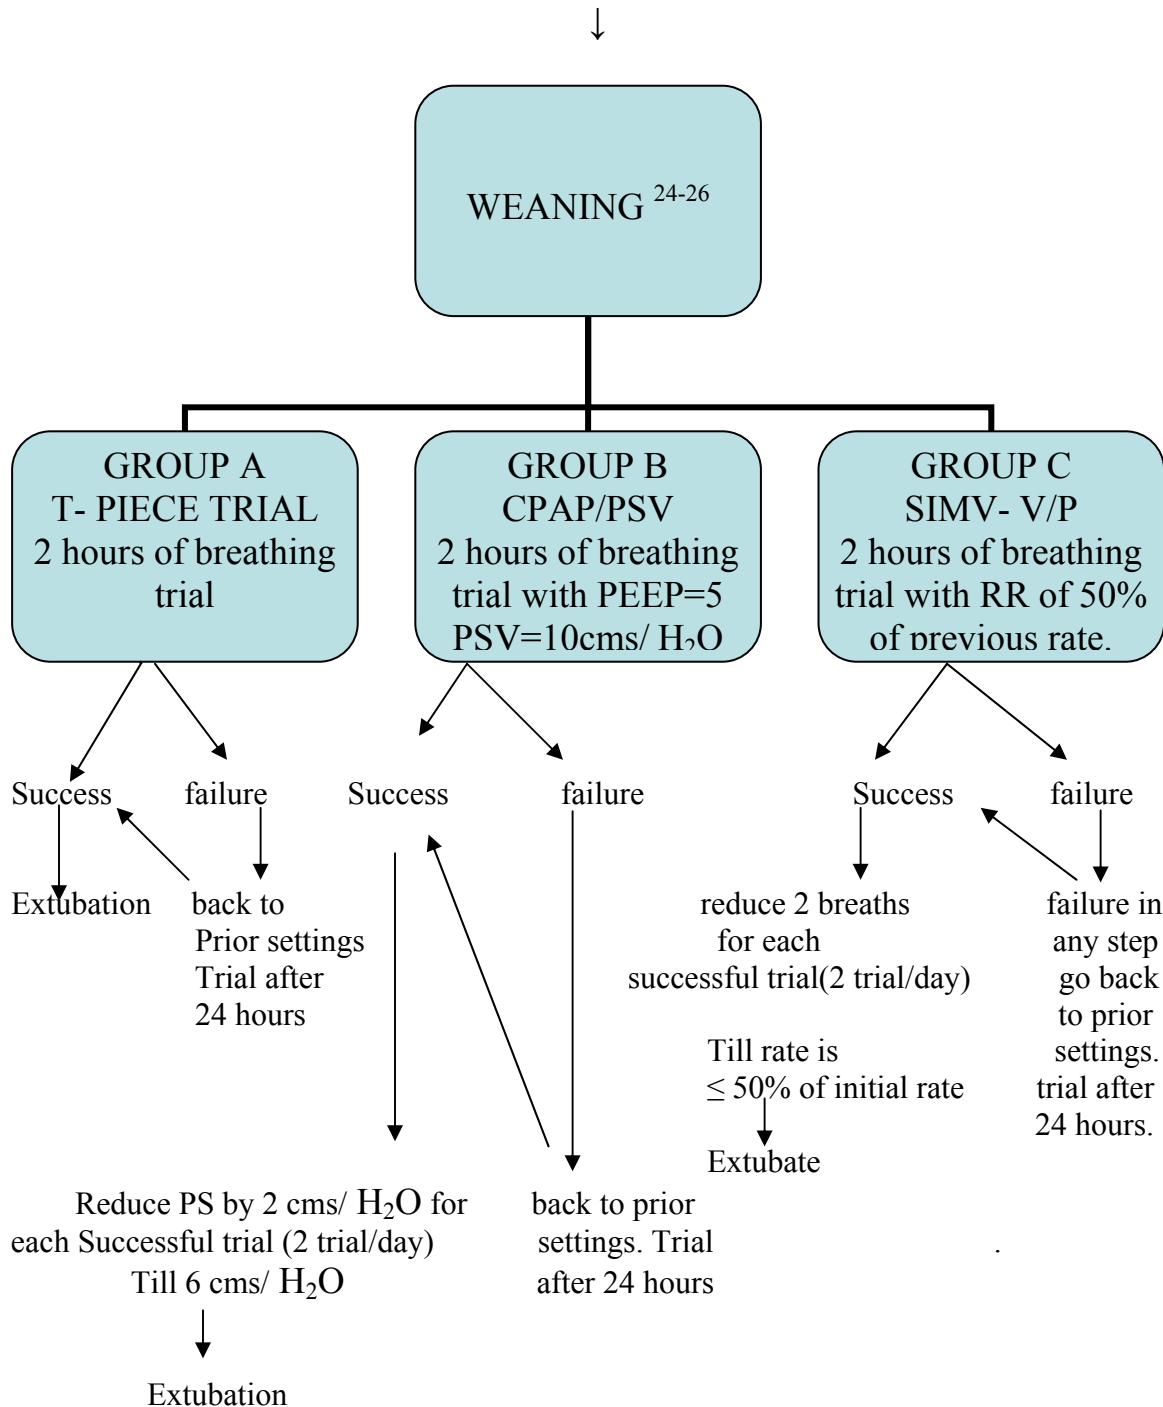 ↓
WEANING 24-26
GROUP A
T- PIECE TRIAL
2 hours of breathing
trial
GROUP B
CPAP/PSV
2 hours of breathing
trial with PEEP=5
PSV=10cms/ H₂O
GROUP C
SIMV- V/P
2 hours of breathing
trial with RR of 50%
of previous rate.
Success
failure
Success
failure
Success
failure
Extubation
back to
Prior settings
Trial after
24 hours
reduce 2 breaths
for each
successful trial(2 trial/day)
Till rate is
≤ 50% of initial rate
Extubate
failure in
any step
go back
to prior
settings.
trial after
24 hours.
Reduce PS by 2 cms/ H₂O for
each Successful trial (2 trial/day)
Till 6 cms/ H₂O
Extubation
back to prior
settings. Trial
after 24 hours
.